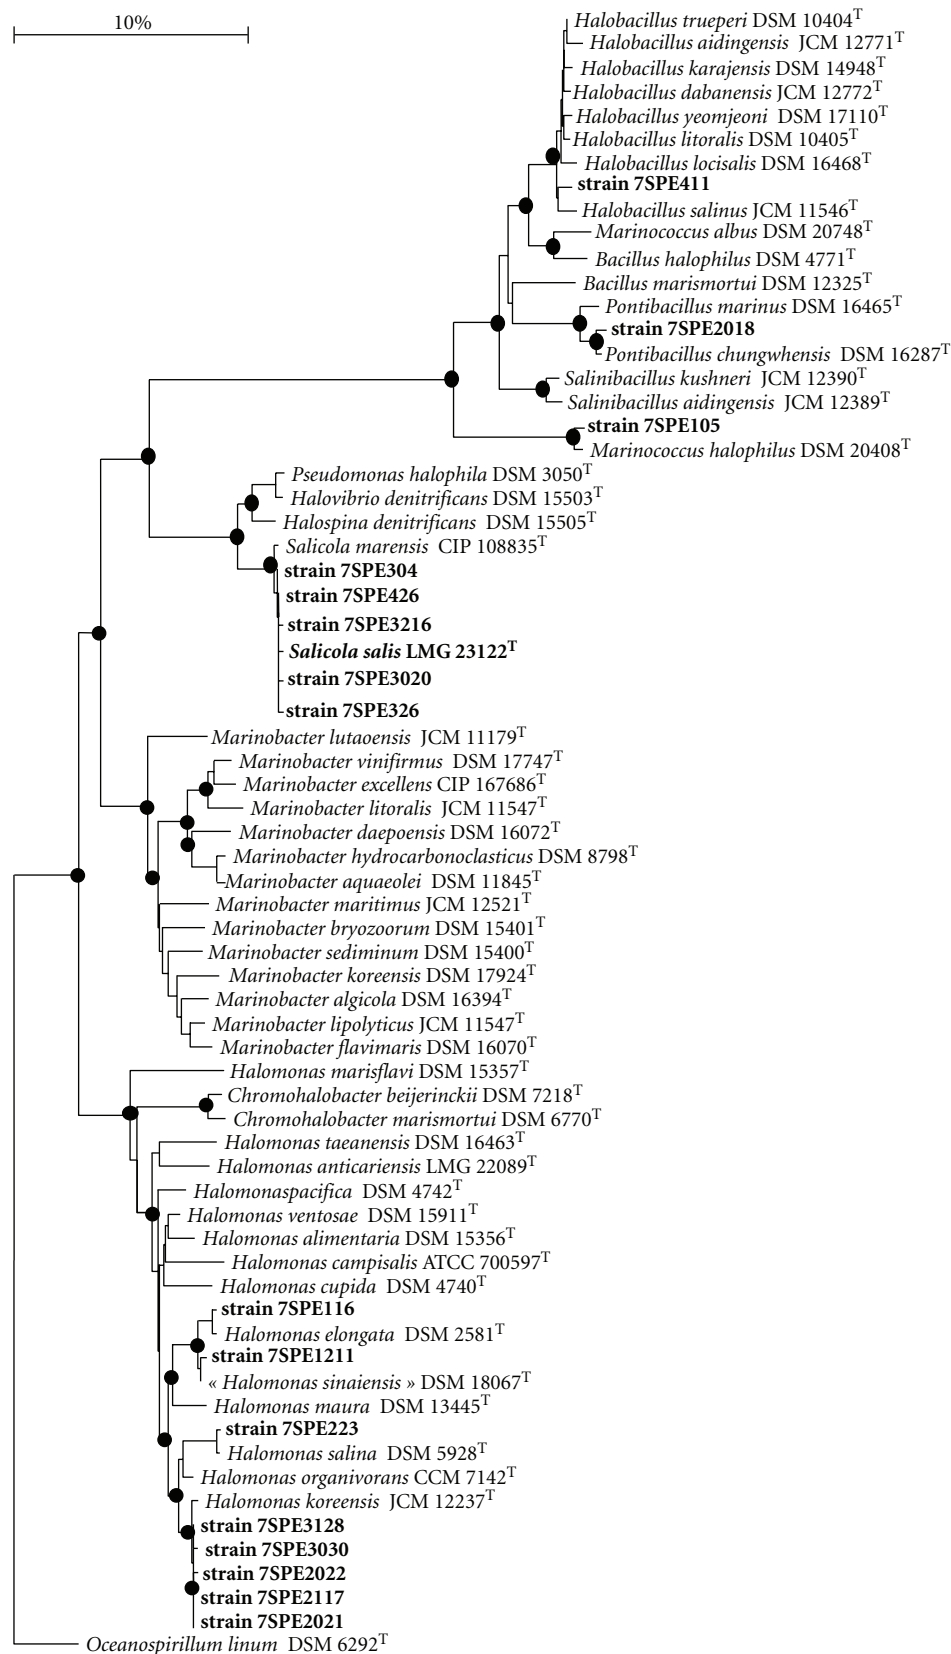 10%
Halobacillus trueperi DSM 10404T
Halobacillus aidingensis JCM 12771T
Halobacillus karajensis DSM 14948T
Halobacillus dabanensis JCM 12772T
Halobacillus yeomjeoni DSM 17110T
Halobacillus litoralis DSM 10405T
Halobacillus locisalis DSM 16468T
strain 7SPE411
Halobacillus salinus JCM 11546T
Marinococcus albus DSM 20748T
Bacillus halophilus DSM 4771T
Bacillus marismortui DSM 12325T
Pontibacillus marinus DSM 16465T
strain 7SPE2018
Pontibacillus chungwhensis DSM 16287T
Salinibacillus kushneri JCM 12390T
Salinibacillus aidingensis JCM 12389T
strain 7SPE105
Marinococcus halophilus DSM 20408T
Pseudomonas halophila DSM 3050T
Halovibrio denitrificans DSM 15503T
Halospina denitrificans DSM 15505T
Salicola marensis CIP 108835T
strain 7SPE304
strain 7SPE426
strain 7SPE3216
Salicola salis LMG 23122T
strain 7SPE3020
strain 7SPE326
Marinobacter lutaoensis JCM 11179T
Marinobacter vinifirmus DSM 17747T
Marinobacter excellens CIP 167686T
Marinobacter litoralis JCM 11547T
Marinobacter daepoensis DSM 16072T
Marinobacter hydrocarbonoclasticus DSM 8798T
Marinobacter aquaeolei DSM 11845T
Marinobacter maritimus JCM 12521T
Marinobacter bryozoorum DSM 15401T
Marinobacter sediminum DSM 15400T
Marinobacter koreensis DSM 17924T
Marinobacter algicola DSM 16394T
Marinobacter lipolyticus JCM 11547T
Marinobacter flavimaris DSM 16070T
Halomonas marisflavi DSM 15357T
Chromohalobacter beijerinckii DSM 7218T
Chromohalobacter marismortui DSM 6770T
Halomonas taeanensis DSM 16463T
Halomonas anticariensis LMG 22089T
Halomonaspacifica DSM 4742T
Halomonas ventosae DSM 15911T
Halomonas alimentaria DSM 15356T
Halomonas campisalis ATCC 700597T
Halomonas cupida DSM 4740T
strain 7SPE116
Halomonas elongata DSM 2581T
strain 7SPE1211
« Halomonas sinaiensis » DSM 18067T
Halomonas maura DSM 13445T
strain 7SPE223
Halomonas salina DSM 5928T
Halomonas organivorans CCM 7142T
Halomonas koreensis JCM 12237T
strain 7SPE3128
strain 7SPE3030
strain 7SPE2022
strain 7SPE2117
strain 7SPE2021
Oceanospirillum linum DSM 6292T